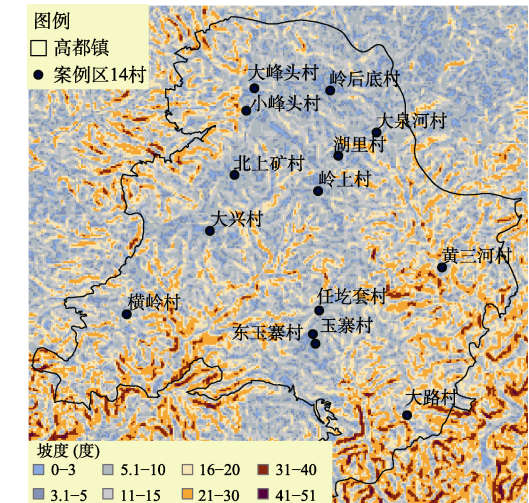 图例
高都镇
案例区14村
大峰头村
岭后底村
小峰头村
大泉河村
湖里村
北上矿村
岭上村
大兴村
黄三河村
横岭村
任圪套村
东玉寨村
玉寨村
大路村
坡度 (度)
0–3 5.1–10 16–20 31–40
3.1–5 11–15 21–30 41–51